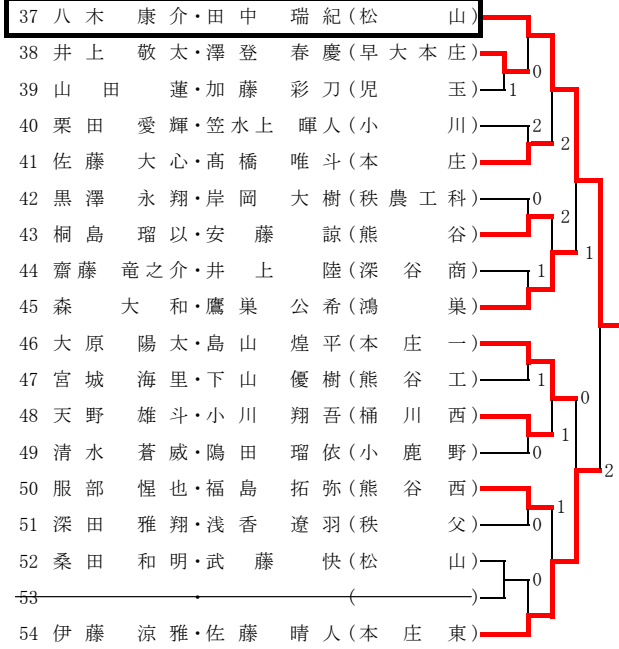 37 八木 康介・田中 瑞紀(松山)
38 井上 敬太・澤登 春慶(早大本庄) 0
39 山田 蓮・加藤 彩刀(児玉) 1
40 栗田 愛輝・笠水上 暉人(小川) 2 2
41 佐藤 大心・髙橋 唯斗(本庄)
42 黒澤 永翔・岸岡 大樹(秩農工科) 0 2
43 桐島 瑠以・安藤 諒(熊谷) 1
44 齋藤 竜之介・井上 陸(深谷商) 1
45 森 大和・鷹巣 公希(鴻巣)
46 大原 陽太・島山 煌平(本庄一)
47 宮城 海里・下山 優樹(熊谷工) 1 0
48 天野 雄斗・小川 翔吾(桶川西) 1
49 清水 蒼威・隝田 瑠依(小鹿野) 0 2
50 服部 惺也・福島 拓弥(熊谷西) 1
51 深田 雅翔・浅香 遼羽(秩父) 0
52 桑田 和明・武藤 快(松山) 0
53 ・ ( )
54 伊藤 涼雅・佐藤 晴人(本庄東)